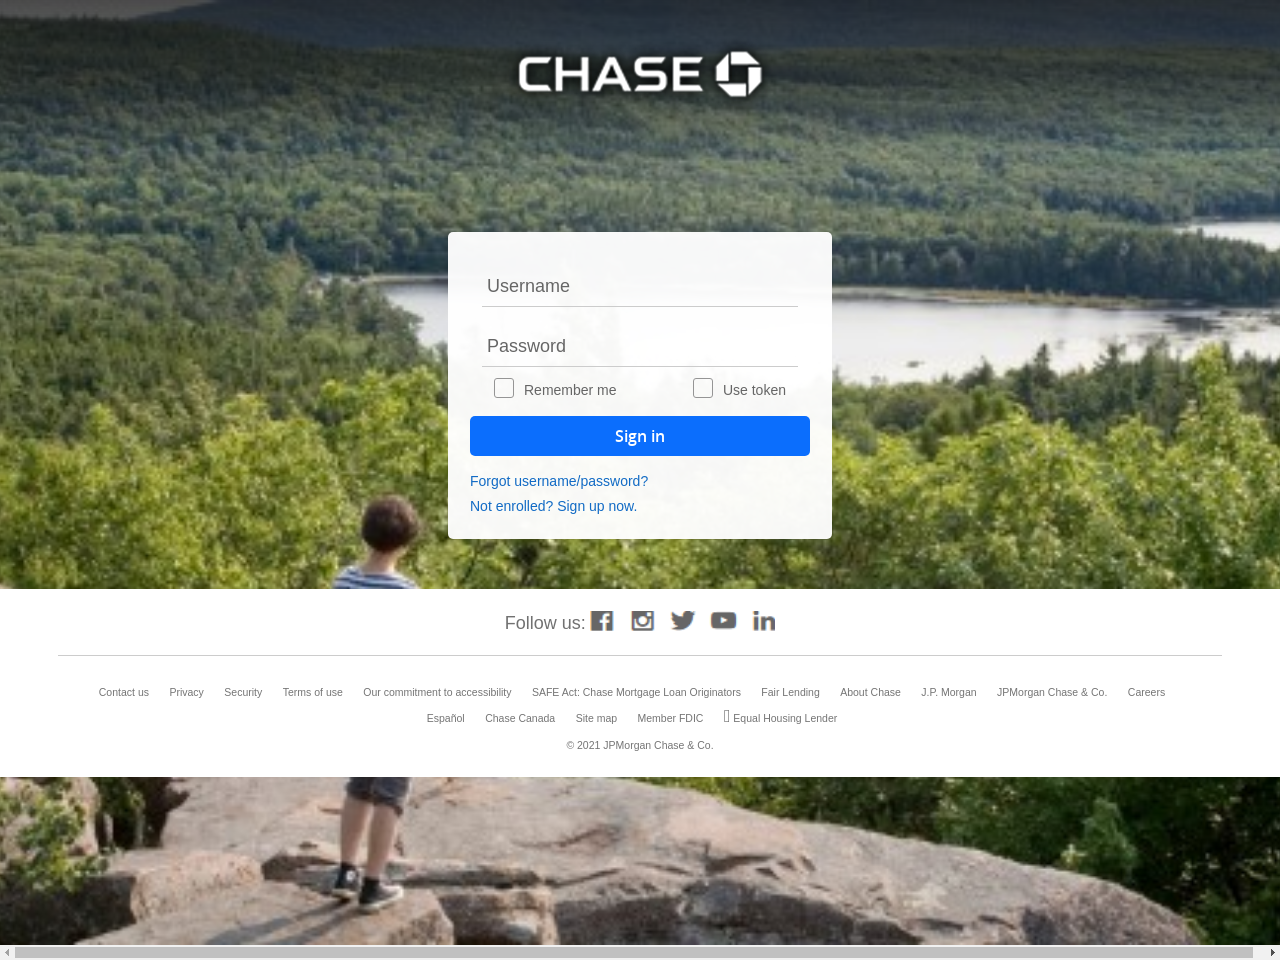 CHASE
Username
Password
Remember me
Use token
Sign in
Forgot username/password?
Not enrolled? Sign up now.
Follow us:
Contact us Privacy Security Terms of use Our commitment to accessibility SAFE Act: Chase Mortgage Loan Originators Fair Lending About Chase J.P. Morgan JPMorgan Chase & Co. Careers
Español Chase Canada Site map Member FDIC Equal Housing Lender
© 2021 JPMorgan Chase & Co.